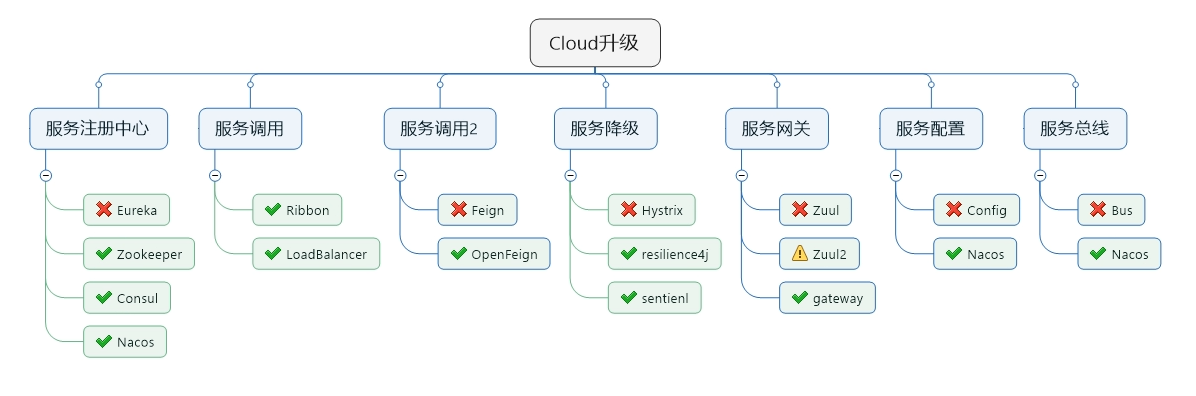 Cloud升级
服务注册中心
Eureka
Zookeeper
Consul
Nacos
服务调用
Ribbon
LoadBalancer
服务调用2
Feign
OpenFeign
服务降级
Hystrix
resilience4j
sentienl
服务网关
Zuul
Zuul2
gateway
服务配置
Config
Nacos
服务总线
Bus
Nacos